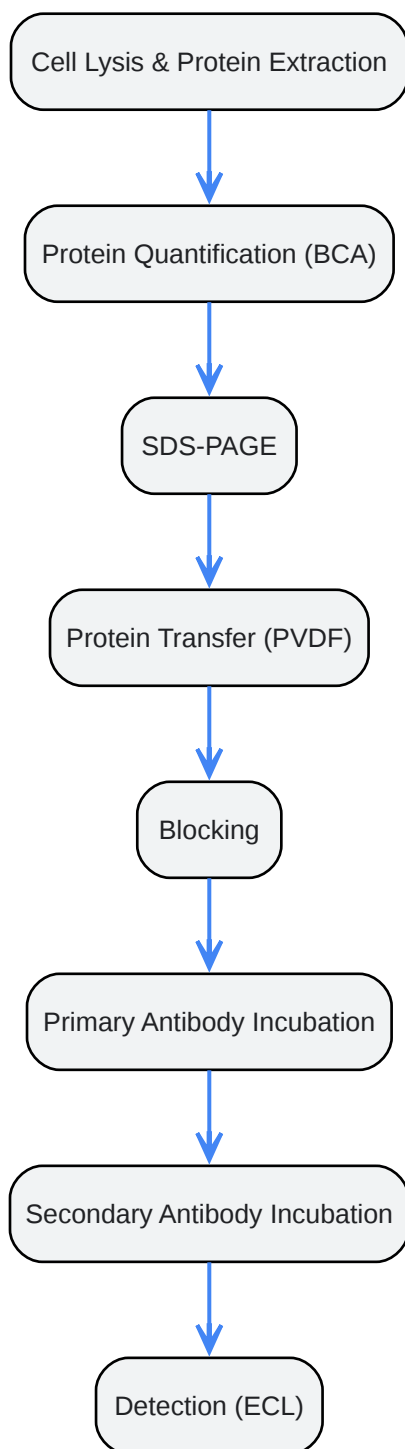 Cell Lysis & Protein Extraction
Protein Quantification (BCA)
SDS-PAGE
Protein Transfer (PVDF)
Blocking
Primary Antibody Incubation
Secondary Antibody Incubation
Detection (ECL)